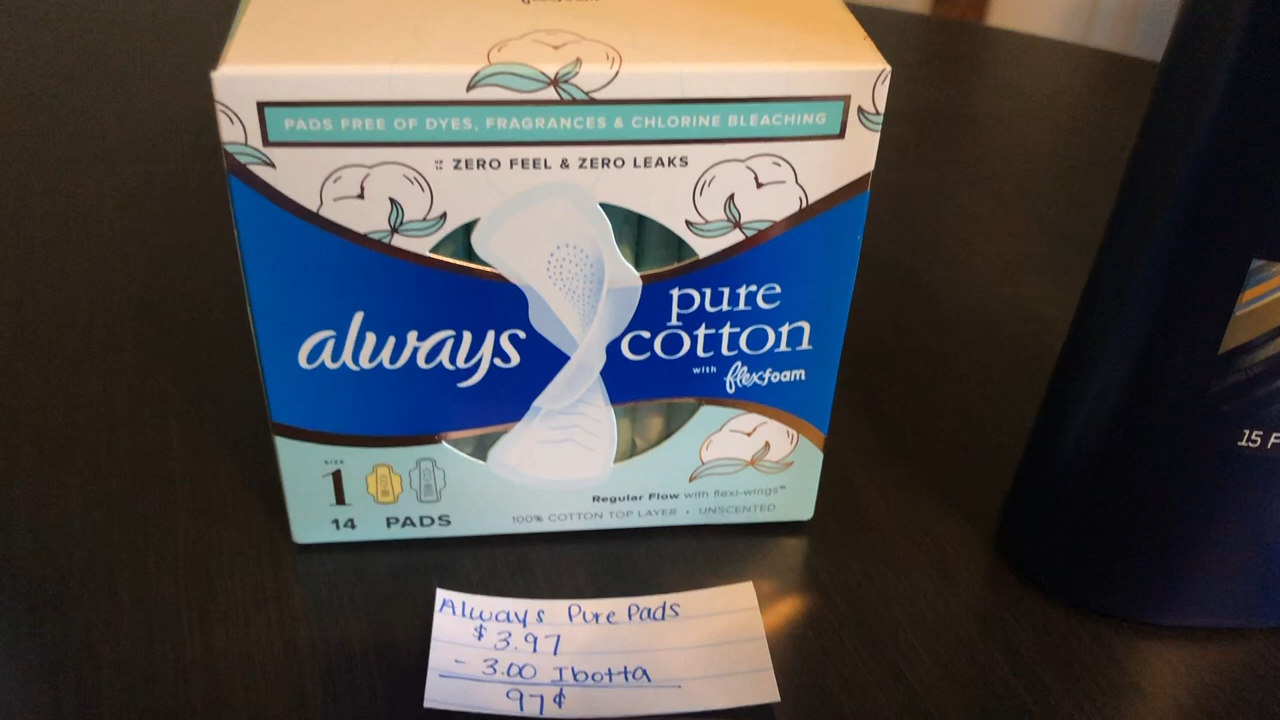 PADS FREE OF DYES, FRAGRANCES & CHLORINE BLEACHING
ZERO FEEL & ZERO LEAKS
always
pure
cotton
with flexfoam
SIZE
1
14 PADS
Regular Flow with flexi-wings™
100% COTTON TOP LAYER • UNSCENTED
15 F
Always Pure Pads
$3.97
- 3.00 Ibotta
97¢